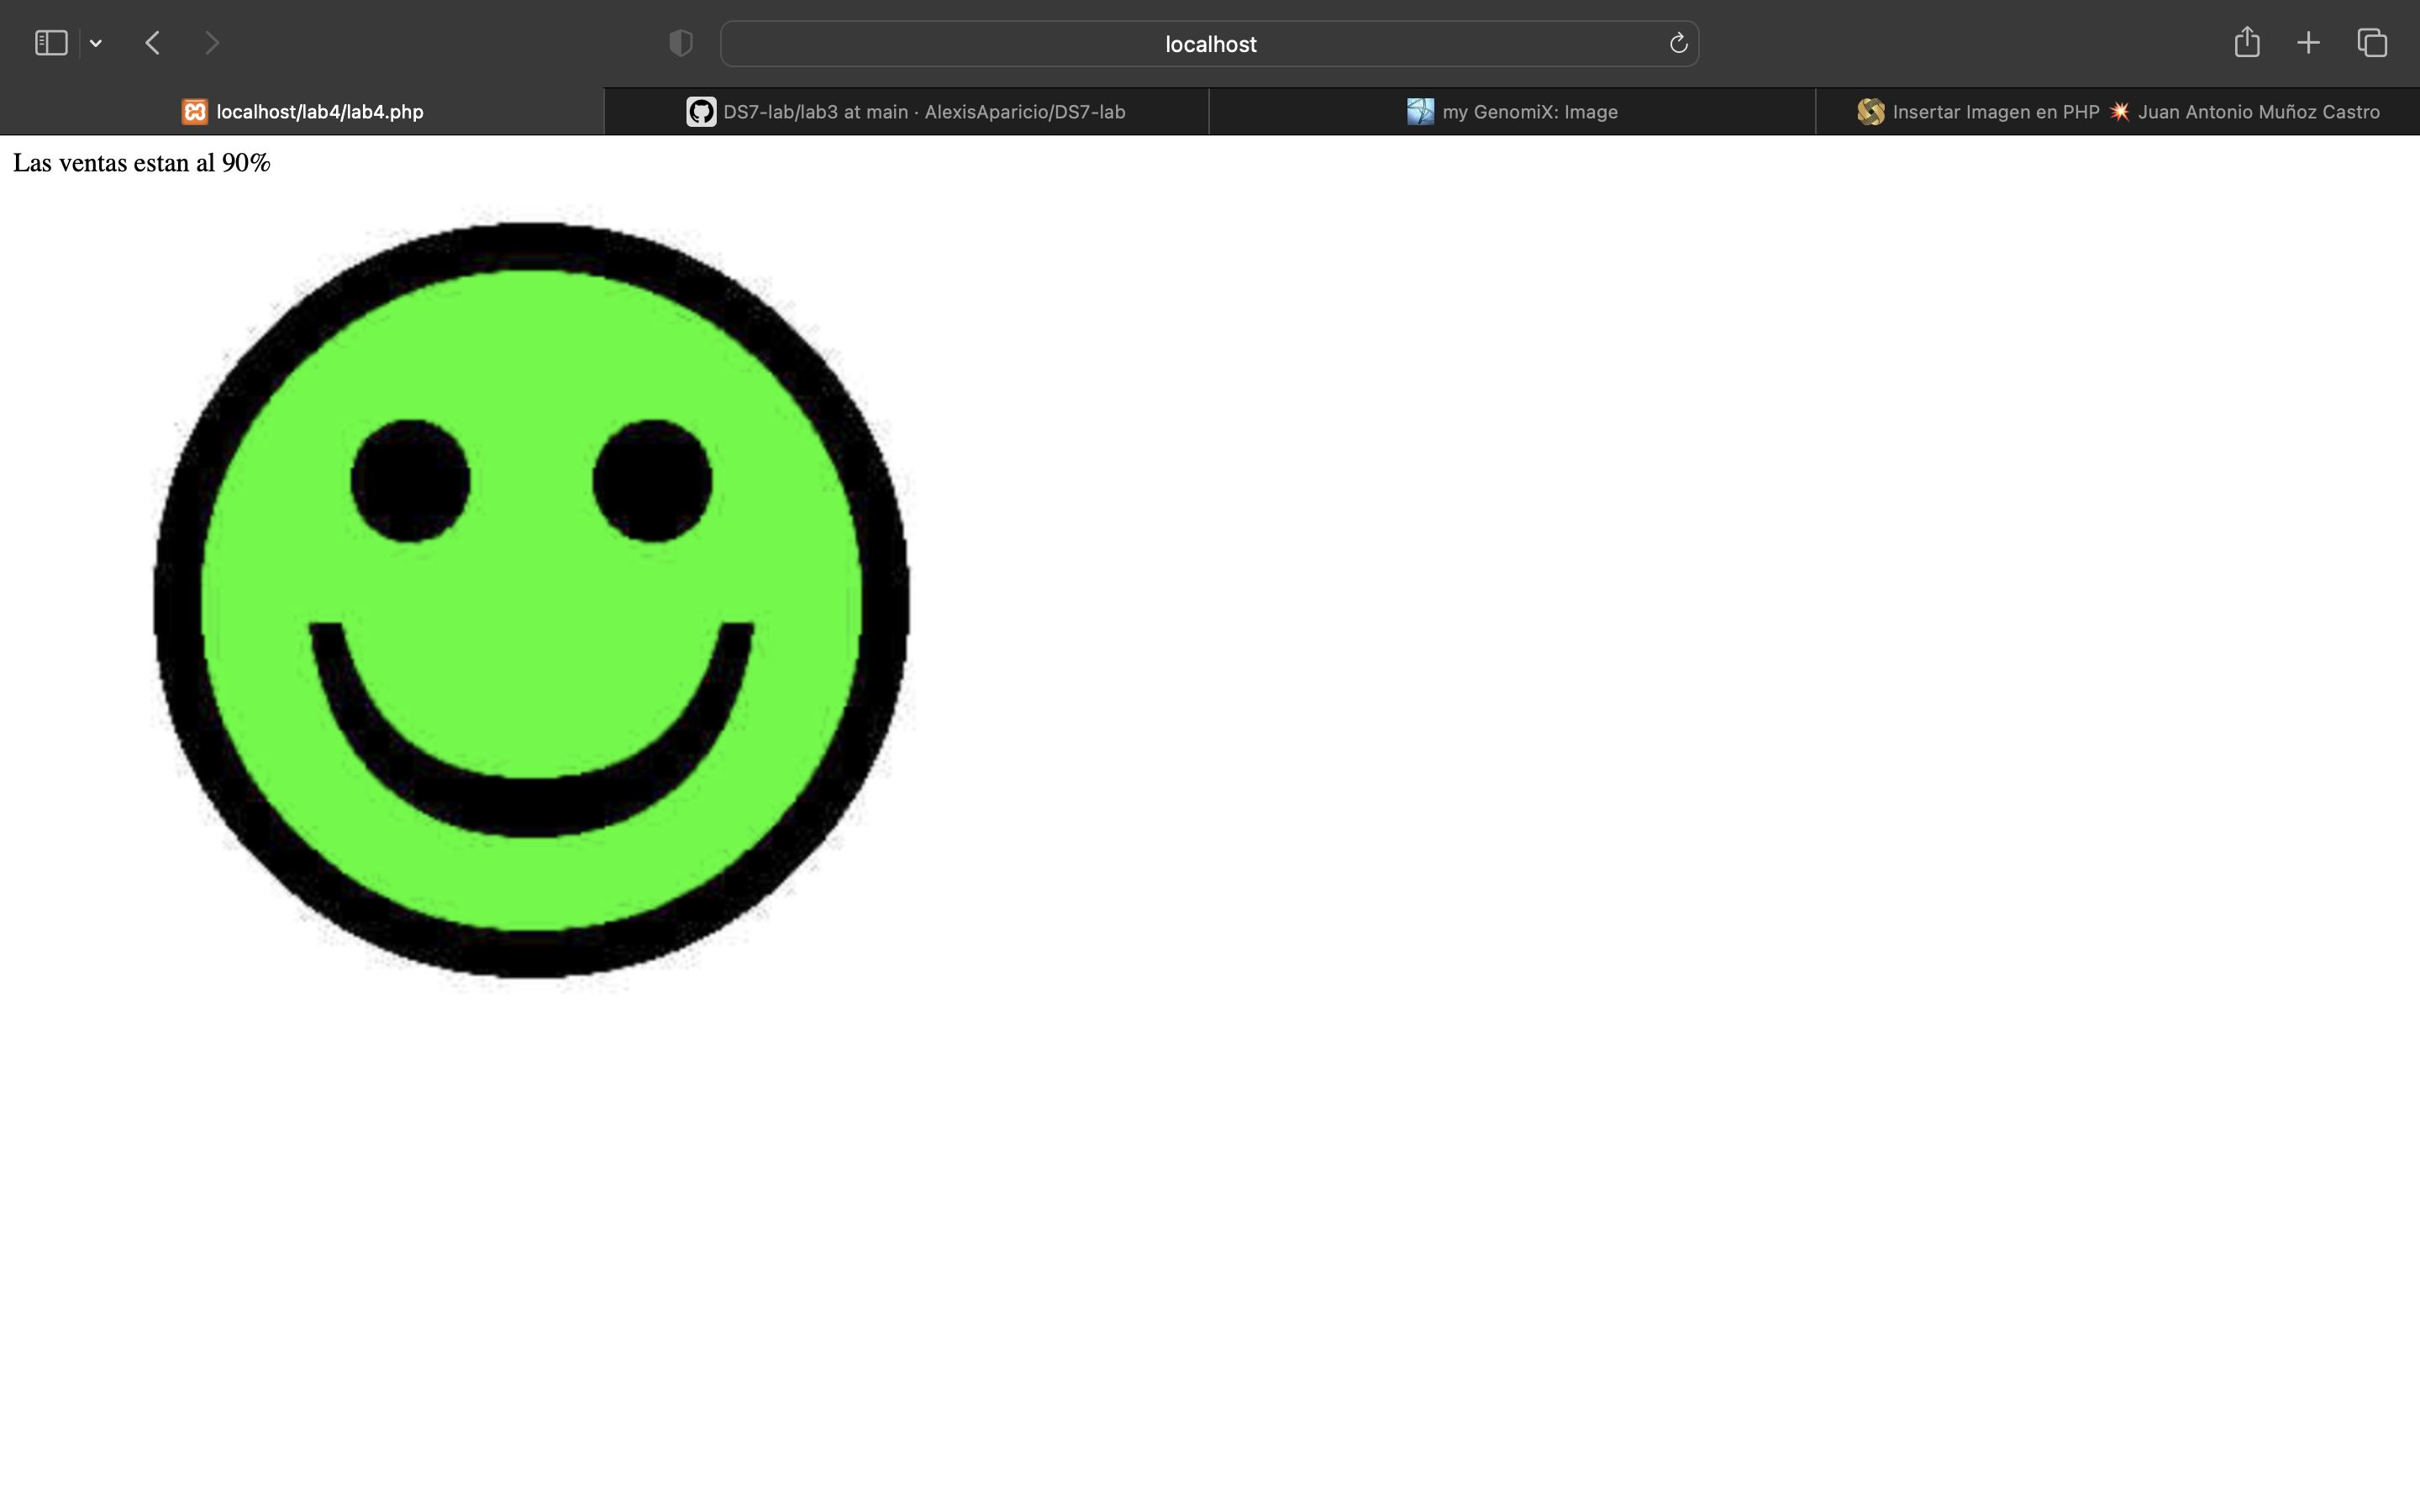 localhost
localhost/lab4/lab4.php
DS7-lab/lab3 at main · AlexisAparicio/DS7-lab
my GenomiX: Image
Insertar Imagen en PHP 💥 Juan Antonio Muñoz Castro
Las ventas estan al 90%